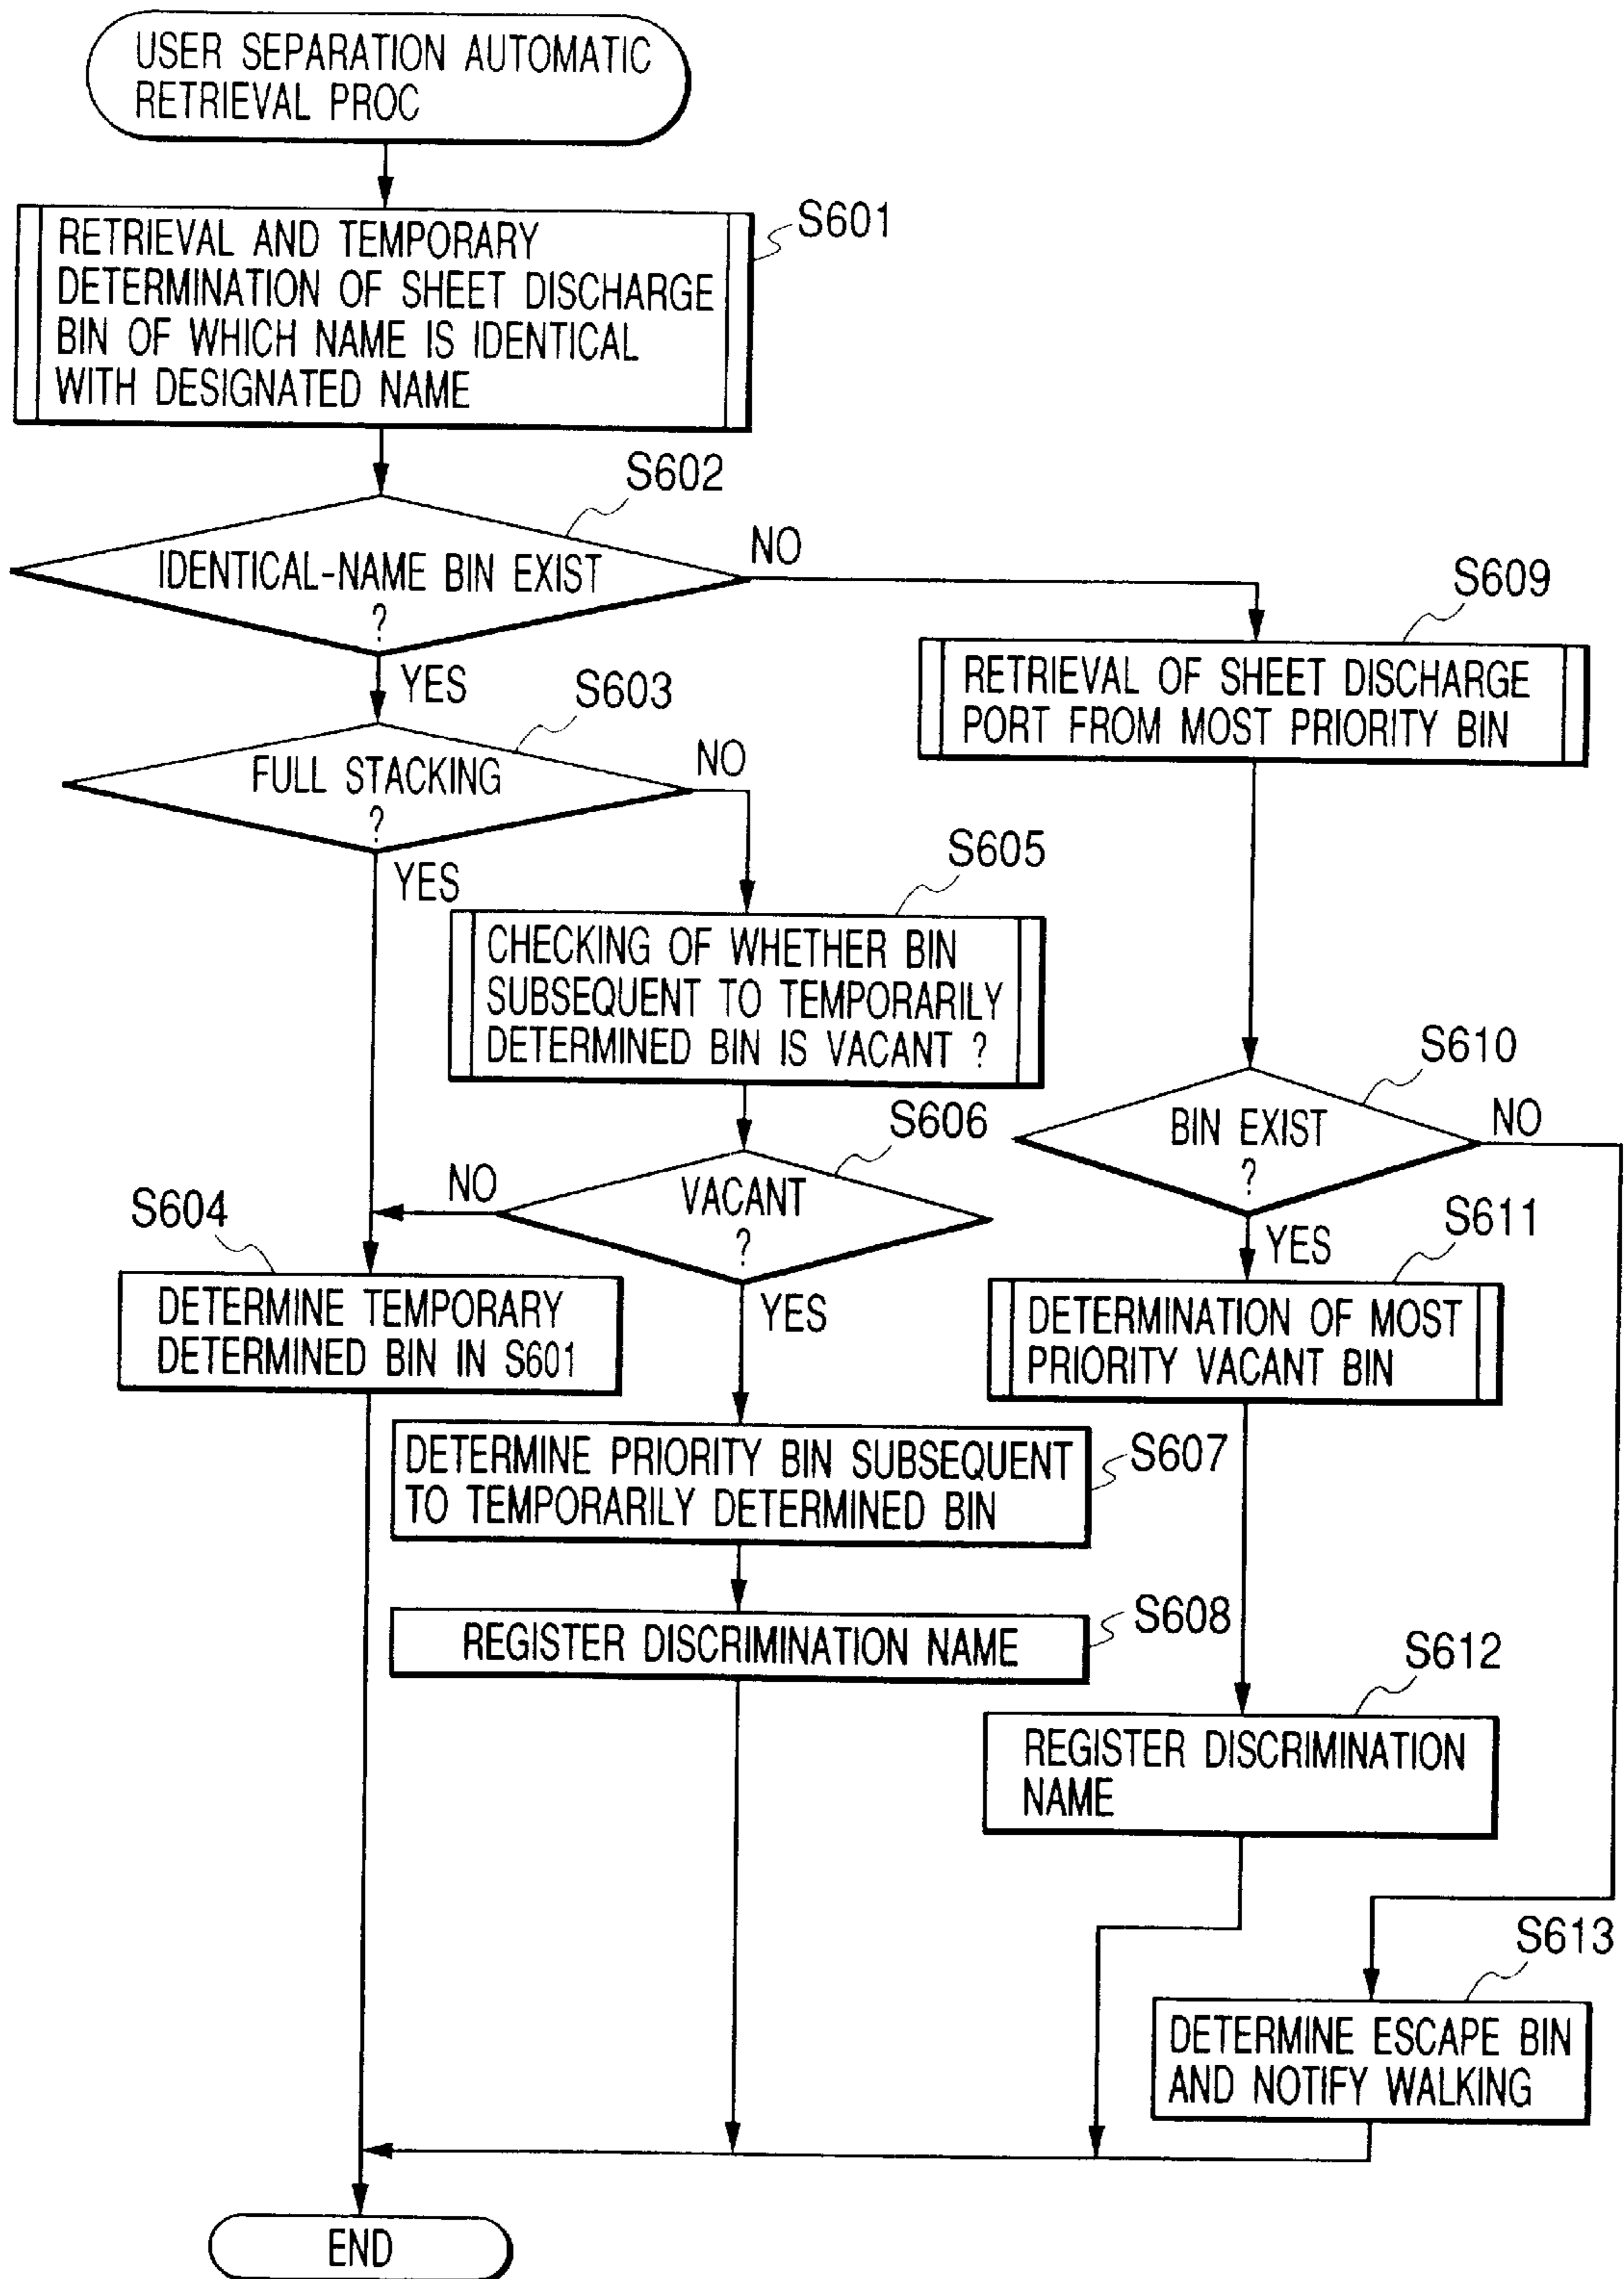 USER SEPARATION AUTOMATIC
RETRIEVAL PROC
S601
RETRIEVAL AND TEMPORARY
DETERMINATION OF SHEET DISCHARGE
BIN OF WHICH NAME IS IDENTICAL
WITH DESIGNATED NAME
S602
IDENTICAL-NAME BIN EXIST
?
NO
YES
S609
RETRIEVAL OF SHEET DISCHARGE
PORT FROM MOST PRIORITY BIN
S603
FULL STACKING
?
NO
YES
S605
CHECKING OF WHETHER BIN
SUBSEQUENT TO TEMPORARILY
DETERMINED BIN IS VACANT ?
S606
VACANT
?
NO
YES
S610
BIN EXIST
?
NO
YES
S604
DETERMINE TEMPORARY
DETERMINED BIN IN S601
S611
DETERMINATION OF MOST
PRIORITY VACANT BIN
S607
DETERMINE PRIORITY BIN SUBSEQUENT
TO TEMPORARILY DETERMINED BIN
S608
REGISTER DISCRIMINATION NAME
S612
REGISTER DISCRIMINATION
NAME
S613
DETERMINE ESCAPE BIN
AND NOTIFY WALKING
END